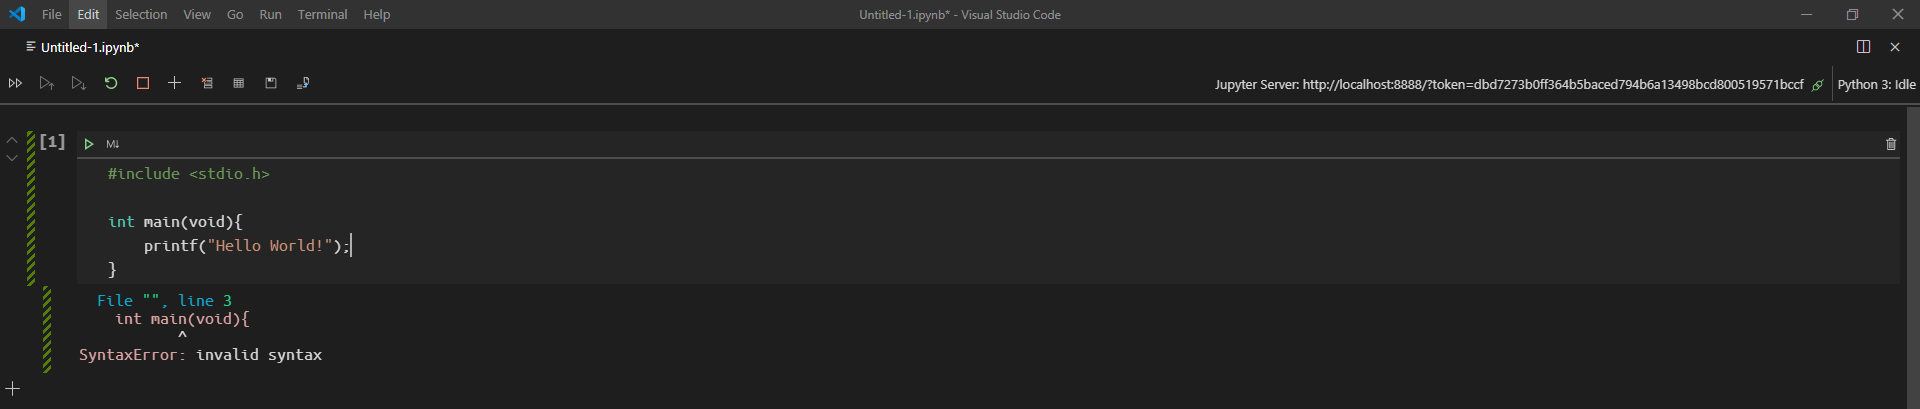 File Edit Selection View Go Run Terminal Help Untitled-1.ipynb* - Visual Studio Code
Untitled-1.ipynb*
Jupyter Server: http://localhost:8888/?token=dbd7273b0ff364b5baced794b6a13498bcd800519571bccf Python 3: Idle
[1] M↓
#include <stdio.h>
int main(void){
printf("Hello World!");
}
File "", line 3
int main(void){
^
SyntaxError: invalid syntax